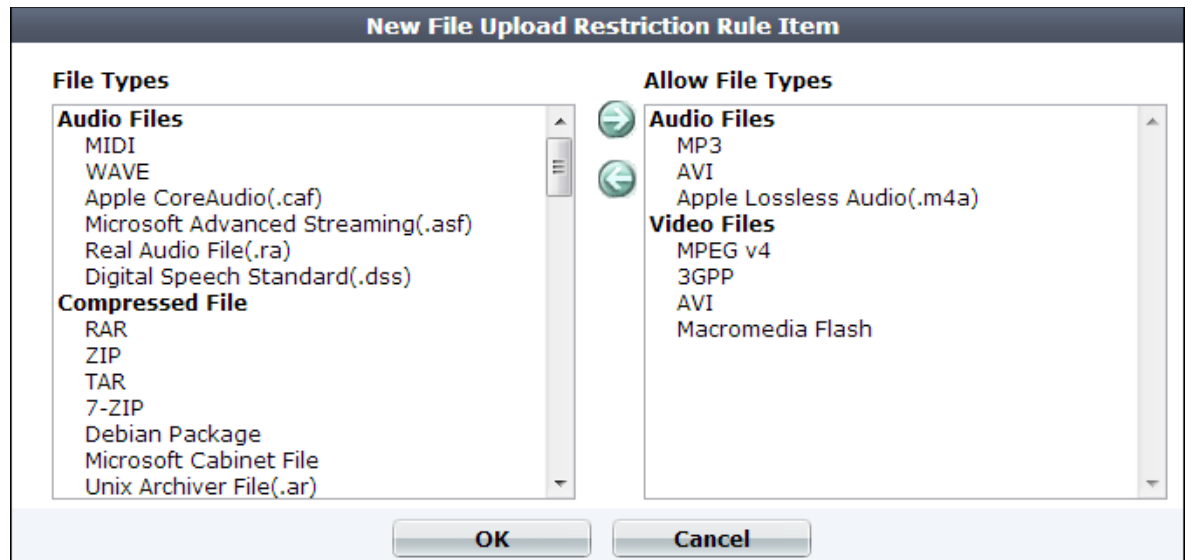 New File Upload Restriction Rule Item
File Types
Audio Files
MIDI
WAVE
Apple CoreAudio(.caf)
Microsoft Advanced Streaming(.asf)
Real Audio File(.ra)
Digital Speech Standard(.dss)
Compressed File
RAR
ZIP
TAR
7-ZIP
Debian Package
Microsoft Cabinet File
Unix Archiver File(.ar)
Allow File Types
Audio Files
MP3
AVI
Apple Lossless Audio(.m4a)
Video Files
MPEG v4
3GPP
AVI
Macromedia Flash
OK
Cancel